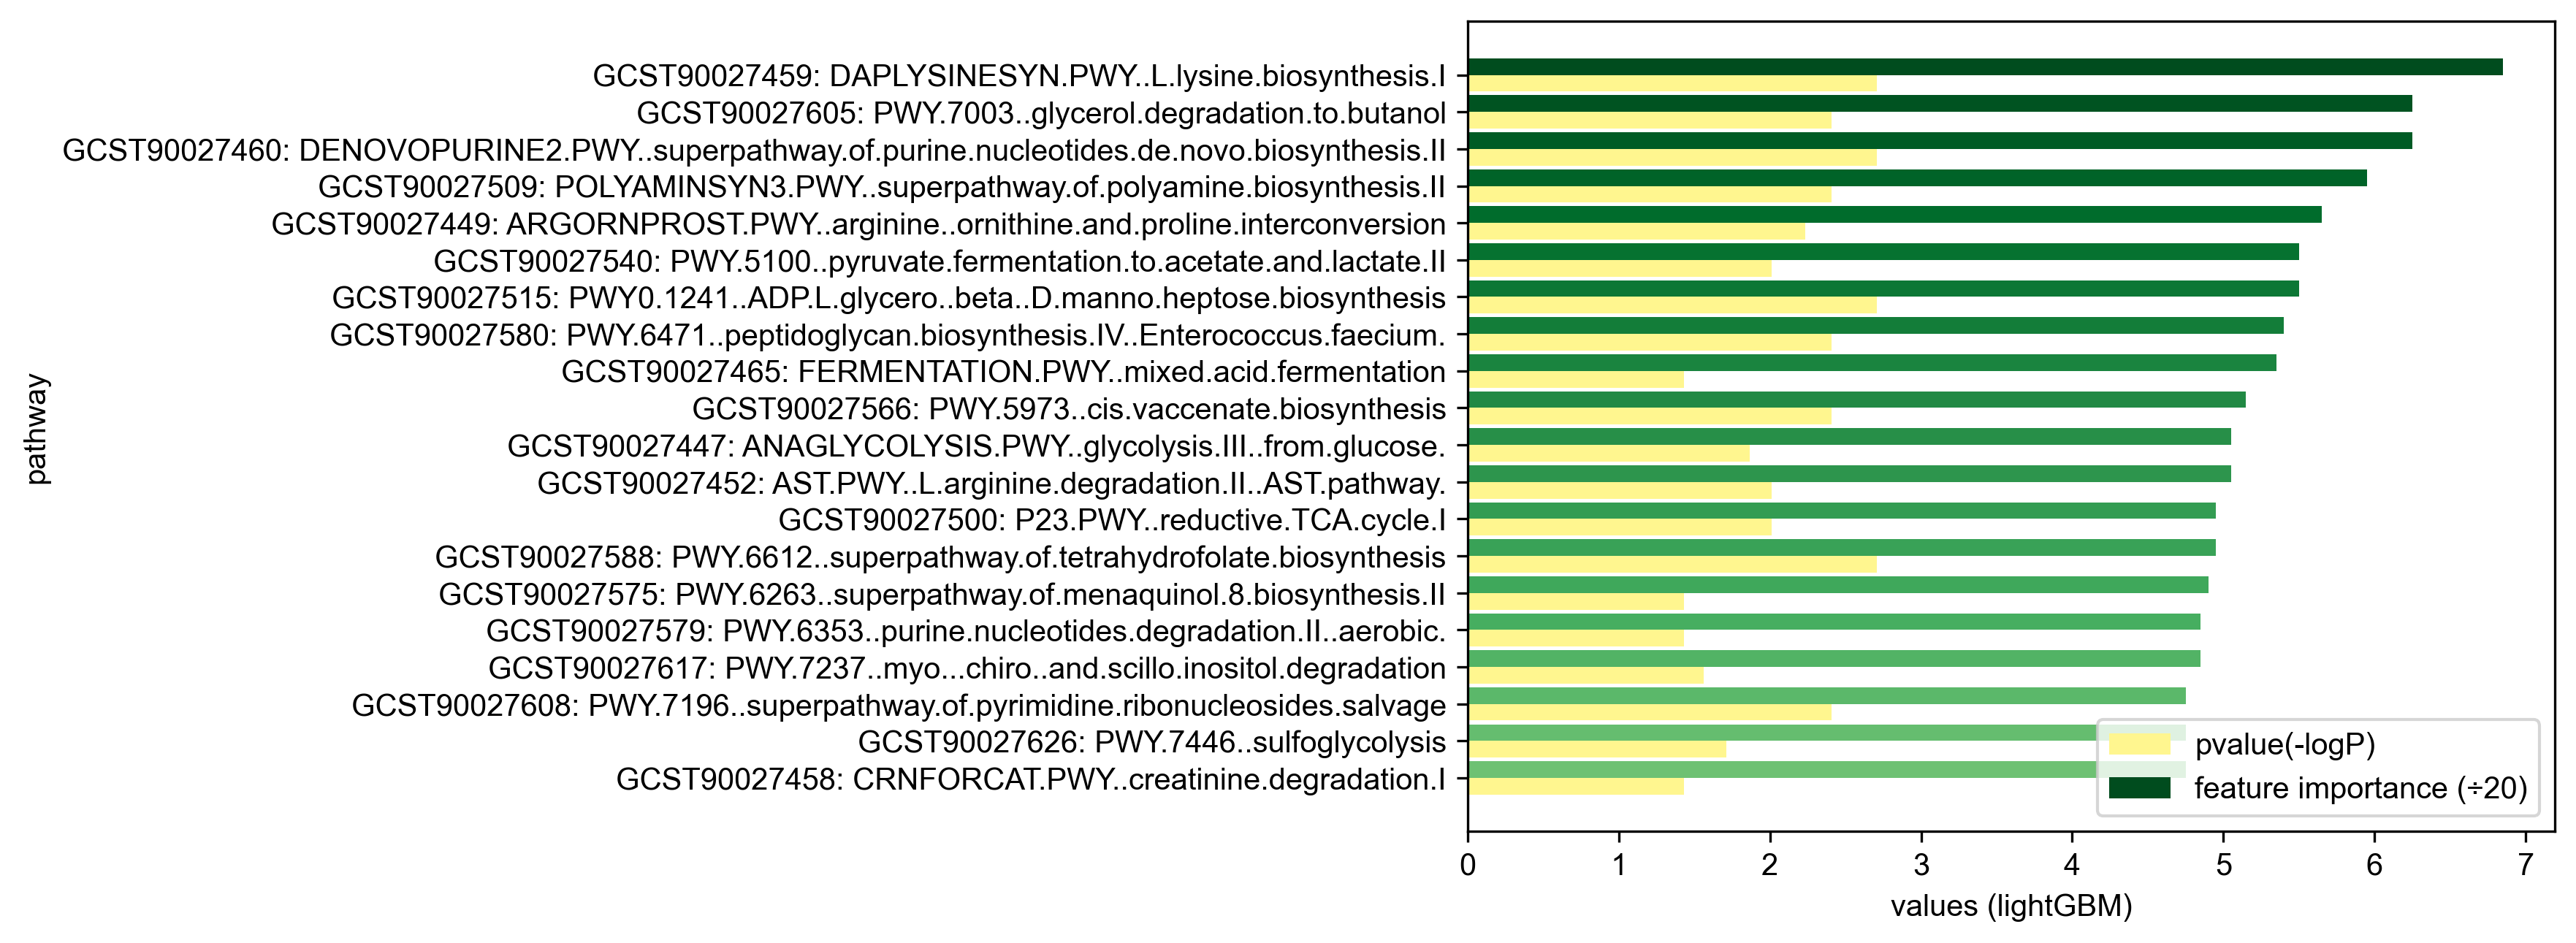 pathway
GCST90027459: DAPLYSINESYN.PWY..L.lysine.biosynthesis.I
GCST90027605: PWY.7003..glycerol.degradation.to.butanol
GCST90027460: DENOVOPURINE2.PWY..superpathway.of.purine.nucleotides.de.novo.biosynthesis.II
GCST90027509: POLYAMINSYN3.PWY..superpathway.of.polyamine.biosynthesis.II
GCST90027449: ARGORNPROST.PWY..arginine..ornithine.and.proline.interconversion
GCST90027540: PWY.5100..pyruvate.fermentation.to.acetate.and.lactate.II
GCST90027515: PWY0.1241..ADP.L.glycero..beta..D.manno.heptose.biosynthesis
GCST90027580: PWY.6471..peptidoglycan.biosynthesis.IV..Enterococcus.faecium.
GCST90027465: FERMENTATION.PWY..mixed.acid.fermentation
GCST90027566: PWY.5973..cis.vaccenate.biosynthesis
GCST90027447: ANAGLYCOLYSIS.PWY..glycolysis.III..from.glucose.
GCST90027452: AST.PWY..L.arginine.degradation.II..AST.pathway.
GCST90027500: P23.PWY..reductive.TCA.cycle.I
GCST90027588: PWY.6612..superpathway.of.tetrahydrofolate.biosynthesis
GCST90027575: PWY.6263..superpathway.of.menaquinol.8.biosynthesis.II
GCST90027579: PWY.6353..purine.nucleotides.degradation.II..aerobic.
GCST90027617: PWY.7237..myo...chiro..and.scillo.inositol.degradation
GCST90027608: PWY.7196..superpathway.of.pyrimidine.ribonucleosides.salvage
GCST90027626: PWY.7446..sulfoglycolysis
GCST90027458: CRNFORCAT.PWY..creatinine.degradation.I
pvalue(-logP)
feature importance (÷20)
0 1 2 3 4 5 6 7
values (lightGBM)